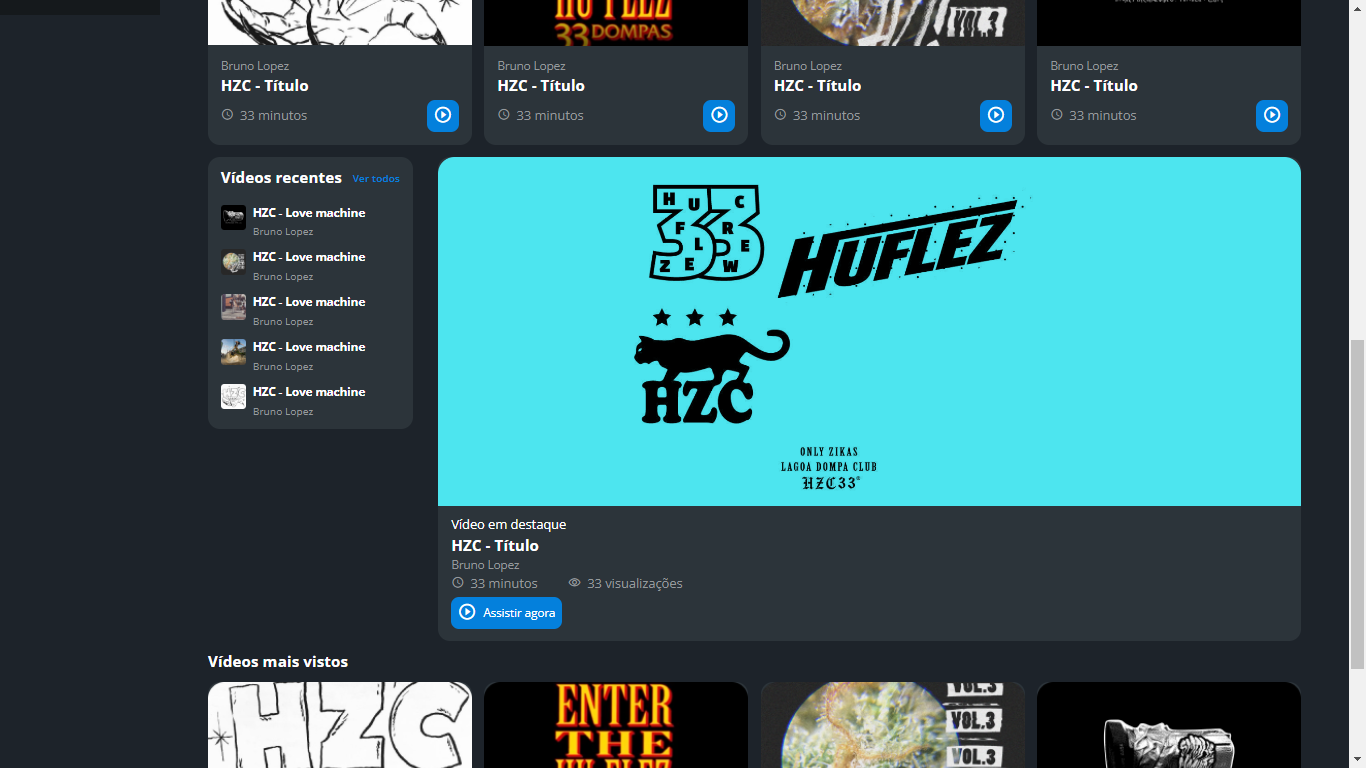 HUFLEZ
33 DOMPAS
VOL.3
Bruno Lopez
HZC - Título
33 minutos
Bruno Lopez
HZC - Título
33 minutos
Bruno Lopez
HZC - Título
33 minutos
Bruno Lopez
HZC - Título
33 minutos
Vídeos recentes Ver todos
HZC - Love machine
Bruno Lopez
HZC - Love machine
Bruno Lopez
HZC - Love machine
Bruno Lopez
HZC - Love machine
Bruno Lopez
HZC - Love machine
Bruno Lopez
HUFLEZ CREW
33
HUFLEZ
HZC
ONLY ZIKAS
LAGOA DOMPA CLUB
HZC33®
Vídeo em destaque
HZC - Título
Bruno Lopez
33 minutos 33 visualizações
Assistir agora
Vídeos mais vistos
HZC
ENTER
THE
HUFLEZ
VOL.3
VOL.3
VOL.3